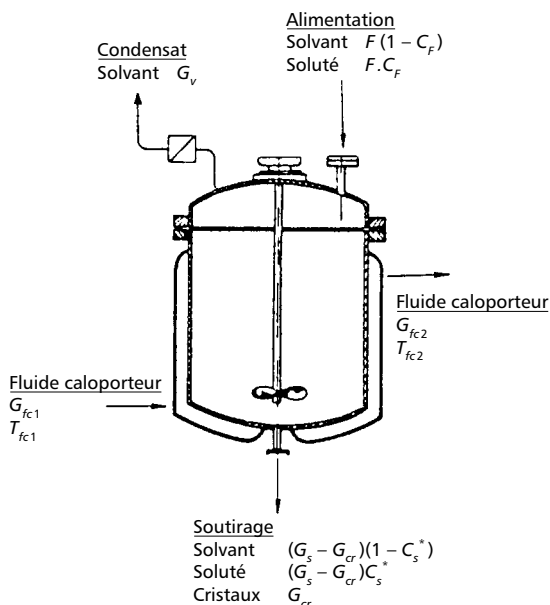 Alimentation
Solvant F (1 – C_F)
Soluté F.C_F
Condensat
Solvant G_v
Fluide caloporteur
G_fc2
T_fc2
Fluide caloporteur
G_fc1
T_fc1
Soutirage
Solvant (G_s – G_cr)(1 – C_s*)
Soluté (G_s – G_cr)C_s*
Cristaux G_cr